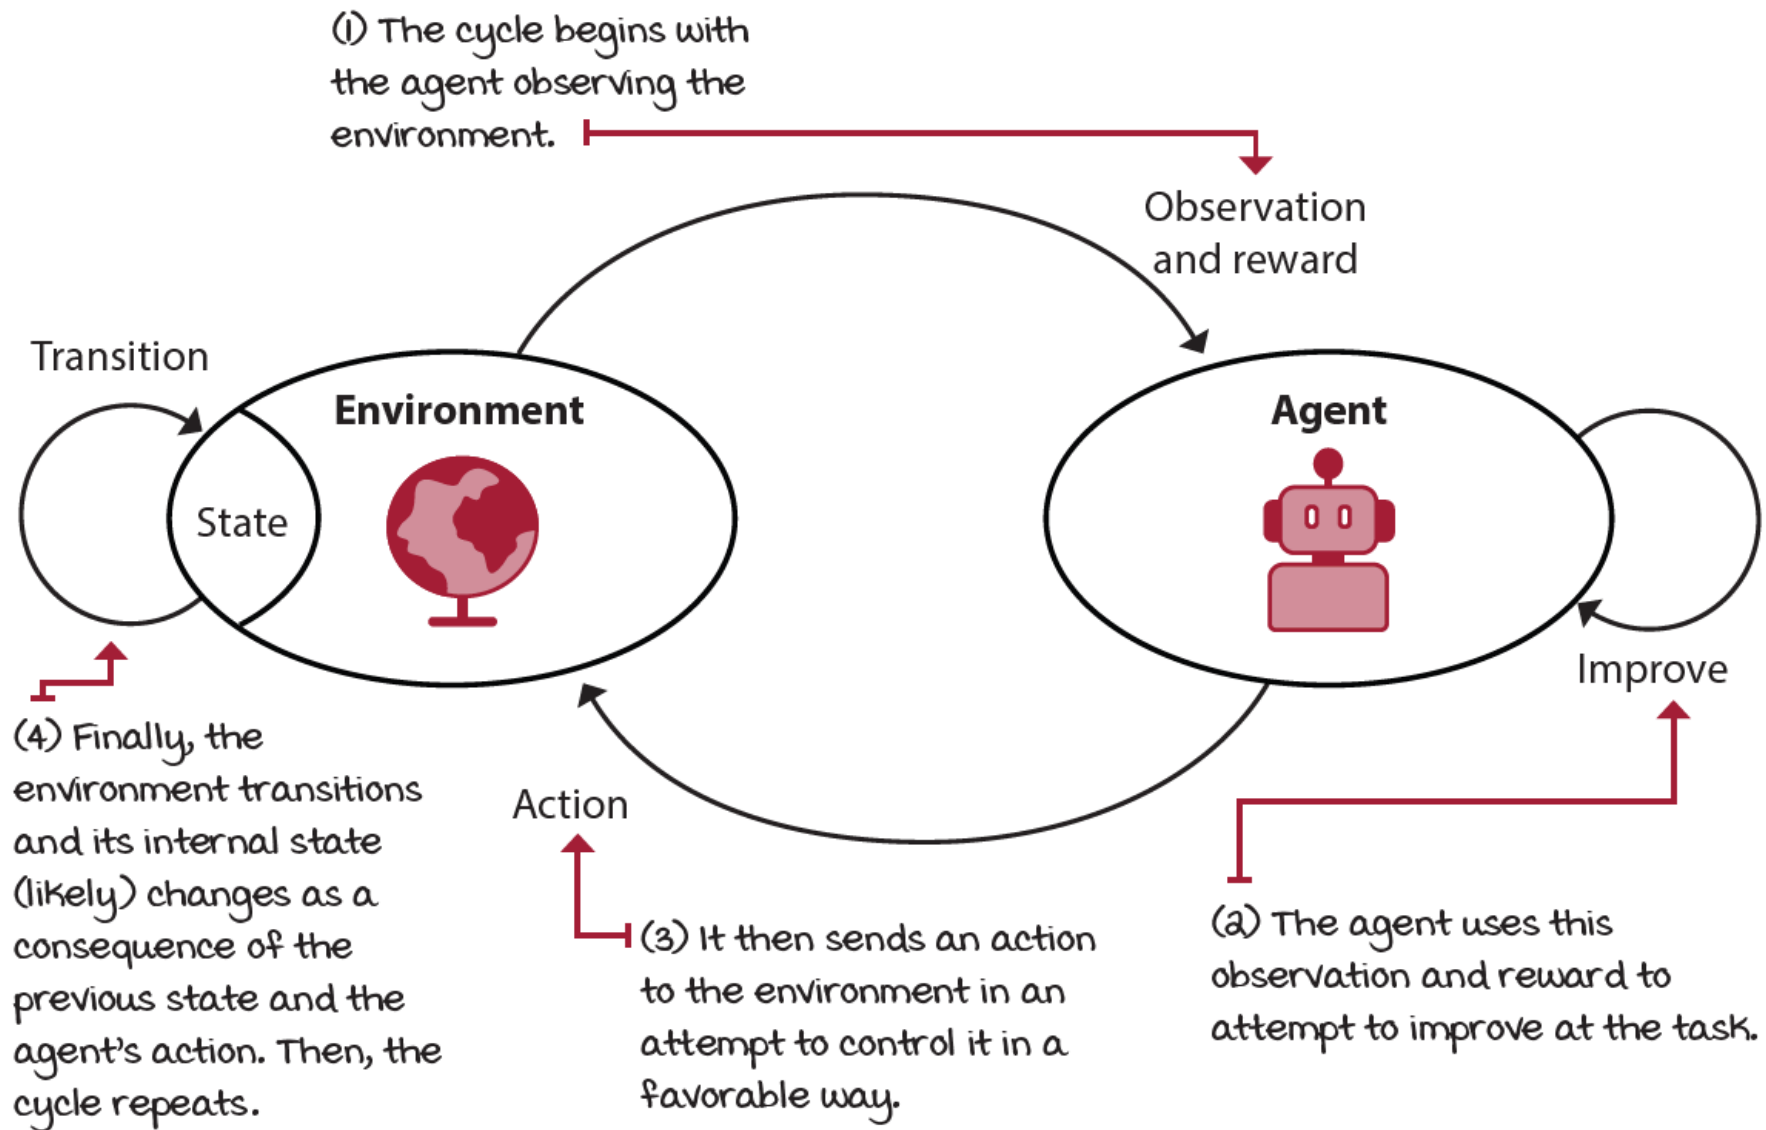 (1) The cycle begins with
the agent observing the
environment.
Observation
and reward
Transition
Environment
Agent
State
Improve
(4) Finally, the
environment transitions
and its internal state
(likely) changes as a
consequence of the
previous state and the
agent's action. Then, the
cycle repeats.
Action
(3) It then sends an action
to the environment in an
attempt to control it in a
favorable way.
(2) The agent uses this
observation and reward to
attempt to improve at the task.